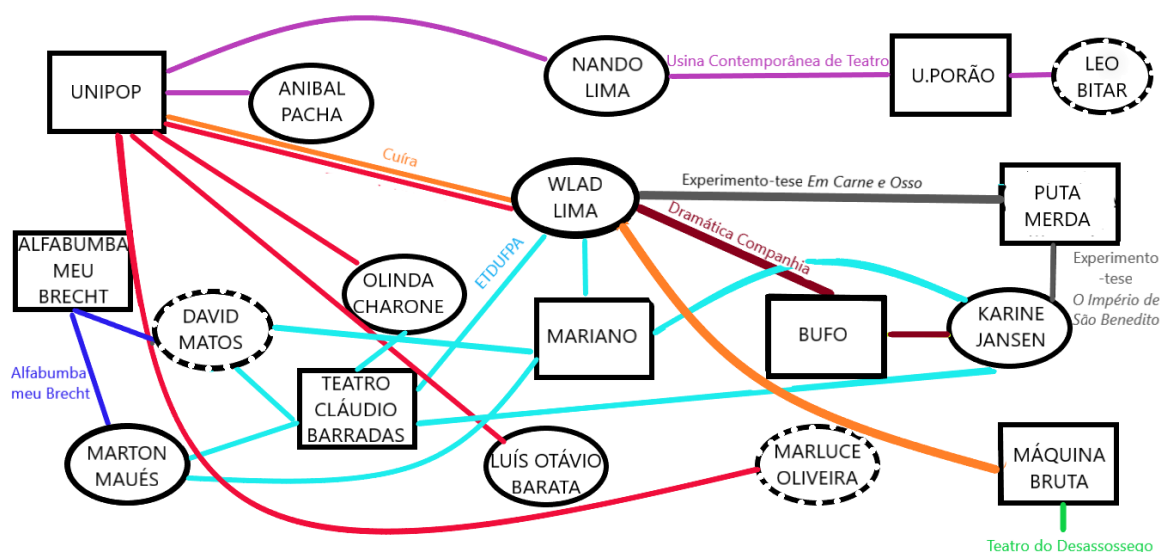 UNIPOP
ANIBAL
PACHA
NANDO
LIMA
Usina Contemporânea de Teatro
U.PORÃO
LEO
BITAR
Cuíra
WLAD
LIMA
Experimento-tese Em Carne e Osso
PUTA
MERDA
Dramática Companhia
ALFABUMBA
MEU
BRECHT
OLINDA
CHARONE
ETDUFPA
Experimento
-tese
O Império de
São Benedito
DAVID
MATOS
MARIANO
BUFO
KARINE
JANSEN
Alfabumba
meu Brecht
TEATRO
CLÁUDIO
BARRADAS
MARTON
MAUÉS
LUÍS OTÁVIO
BARATA
MARLUCE
OLIVEIRA
MÁQUINA
BRUTA
Teatro do Desassossego